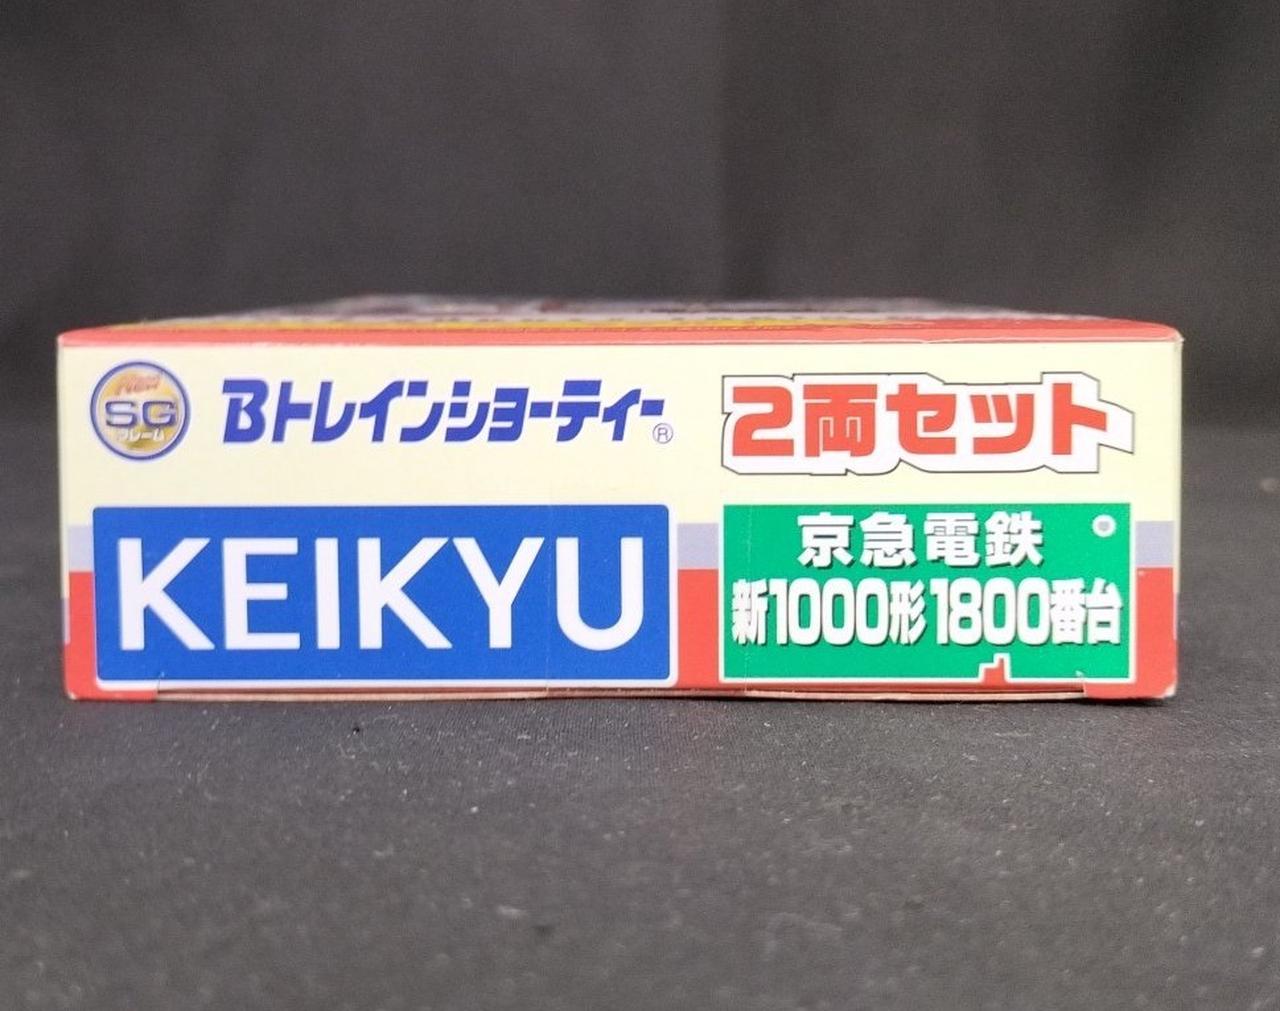 New
SG
フレーム
Bトレインショーティー®
2両セット
KEIKYU
京急電鉄
新1000形1800番台